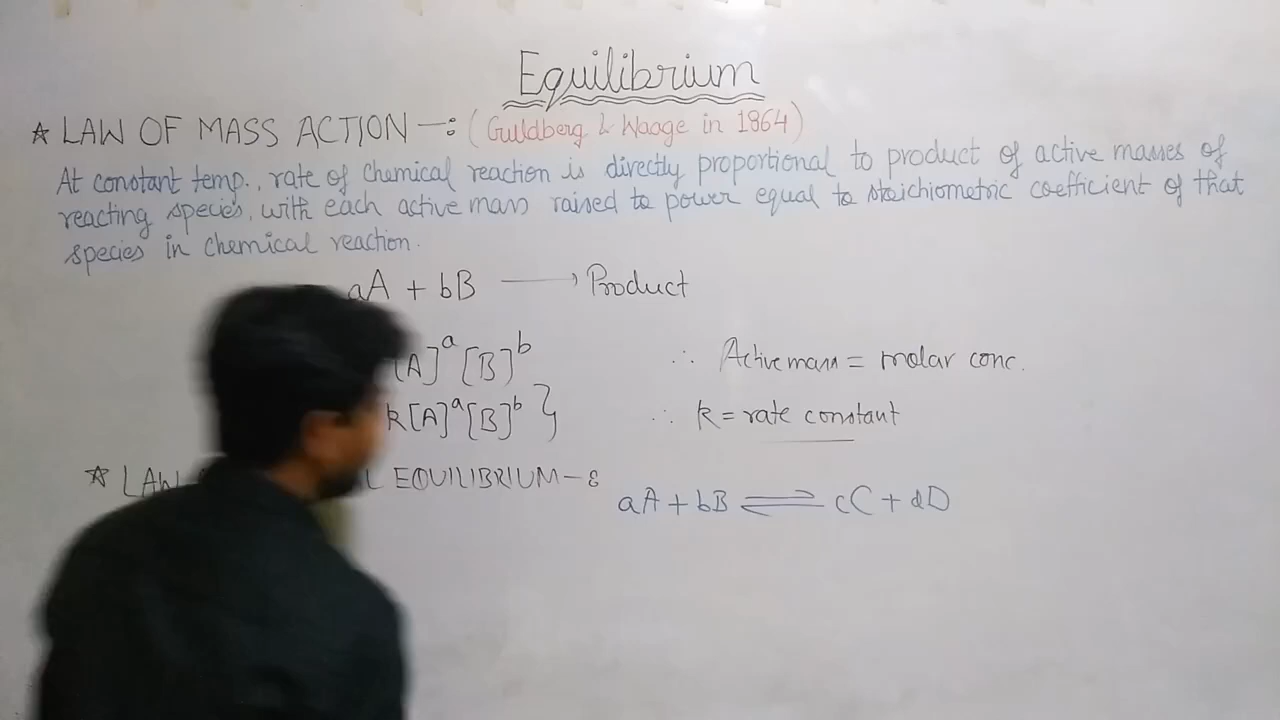 Equilibrium
☆ LAW OF MASS ACTION -: (Guldberg & Waage in 1864)
At constant temp., rate of chemical reaction is directly proportional to product of active masses of
reacting species, with each active mass raised to power equal to stoichiometric coefficient of that
species in chemical reaction.
aA + bB ⟶ Product
[A]ᵃ [B]ᵇ ∴ Active mass = molar conc.
k[A]ᵃ[B]ᵇ } ∴ k = rate constant
☆ LAW L EQUILIBRIUM -:
aA + bB ⇌ cC + dD